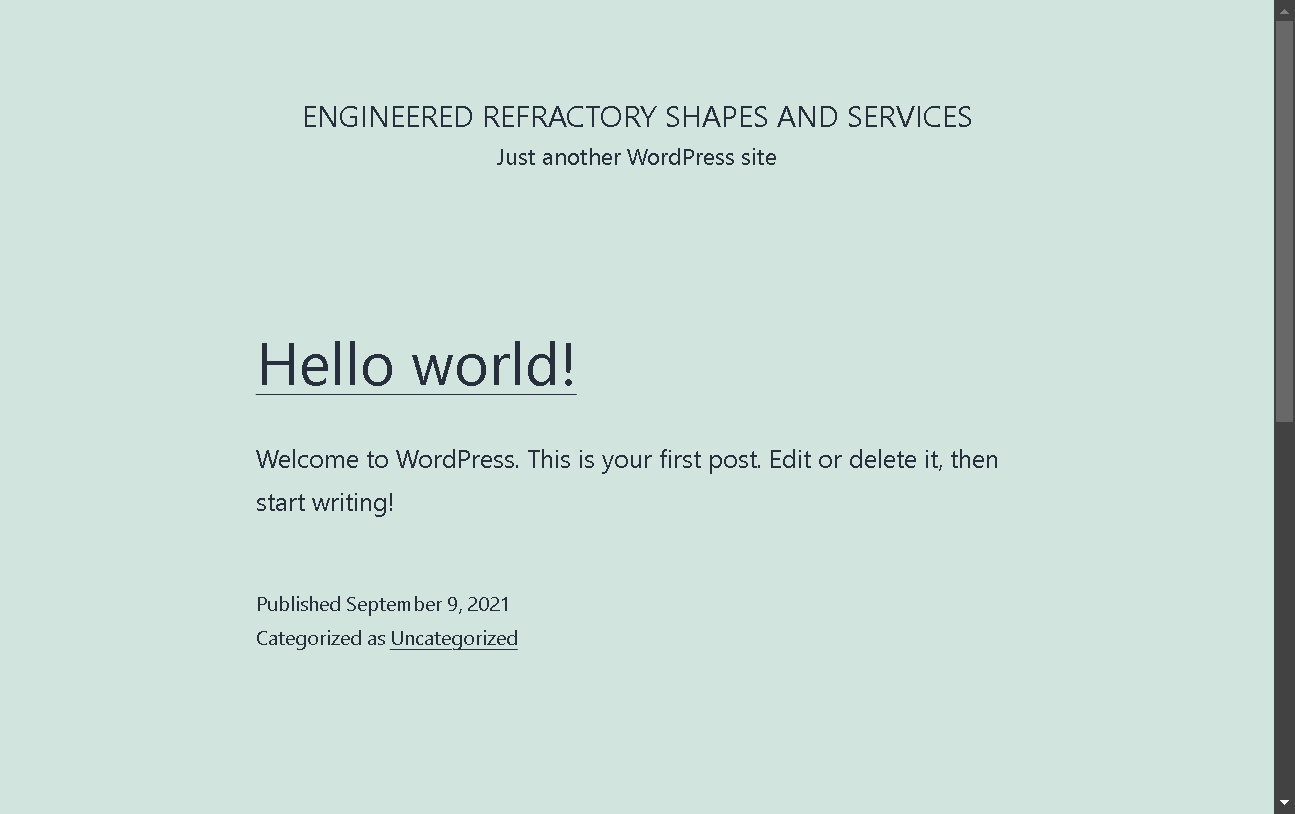 ENGINEERED REFRACTORY SHAPES AND SERVICES
Just another WordPress site
Hello world!
Welcome to WordPress. This is your first post. Edit or delete it, then
start writing!
Published September 9, 2021
Categorized as Uncategorized